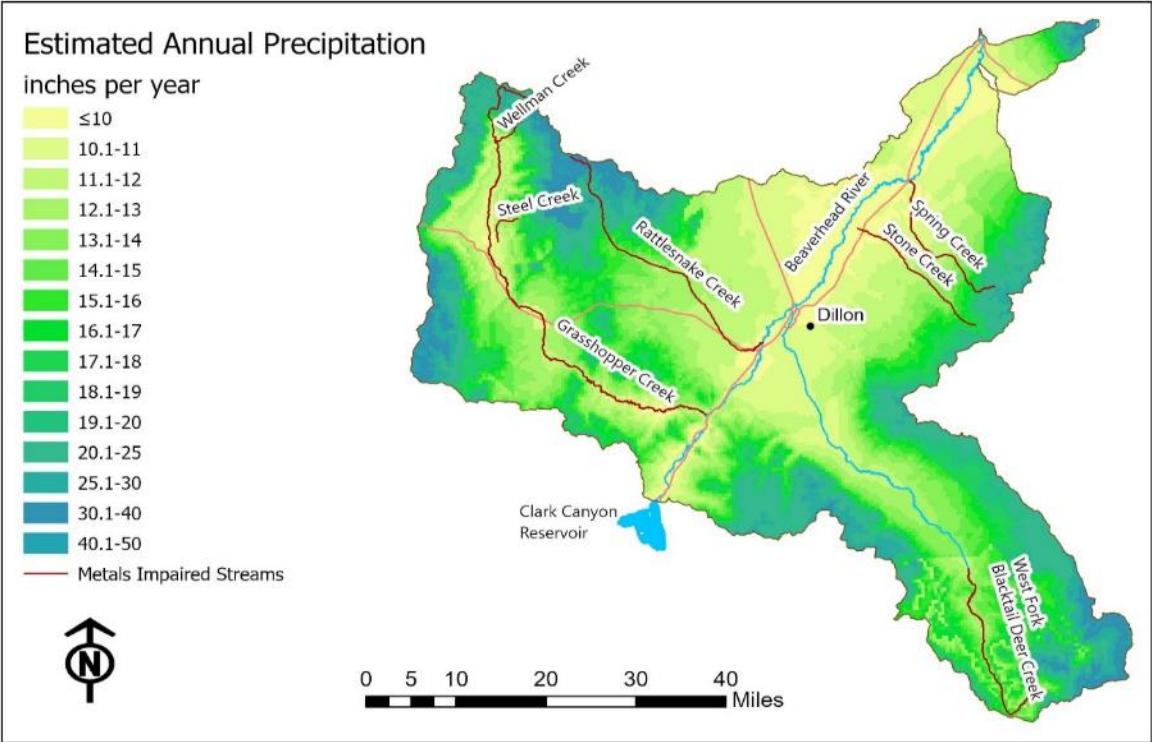 Estimated Annual Precipitation
inches per year
≤10
10.1-11
11.1-12
12.1-13
13.1-14
14.1-15
15.1-16
16.1-17
17.1-18
18.1-19
19.1-20
20.1-25
25.1-30
30.1-40
40.1-50
Metals Impaired Streams
N
Wellman Creek
Steel Creek
Rattlesnake Creek
Grasshopper Creek
Beaverhead River
Spring Creek
Stone Creek
Dillon
Clark Canyon
Reservoir
West Fork
Blacktail Deer Creek
0 5 10 20 30 40
Miles